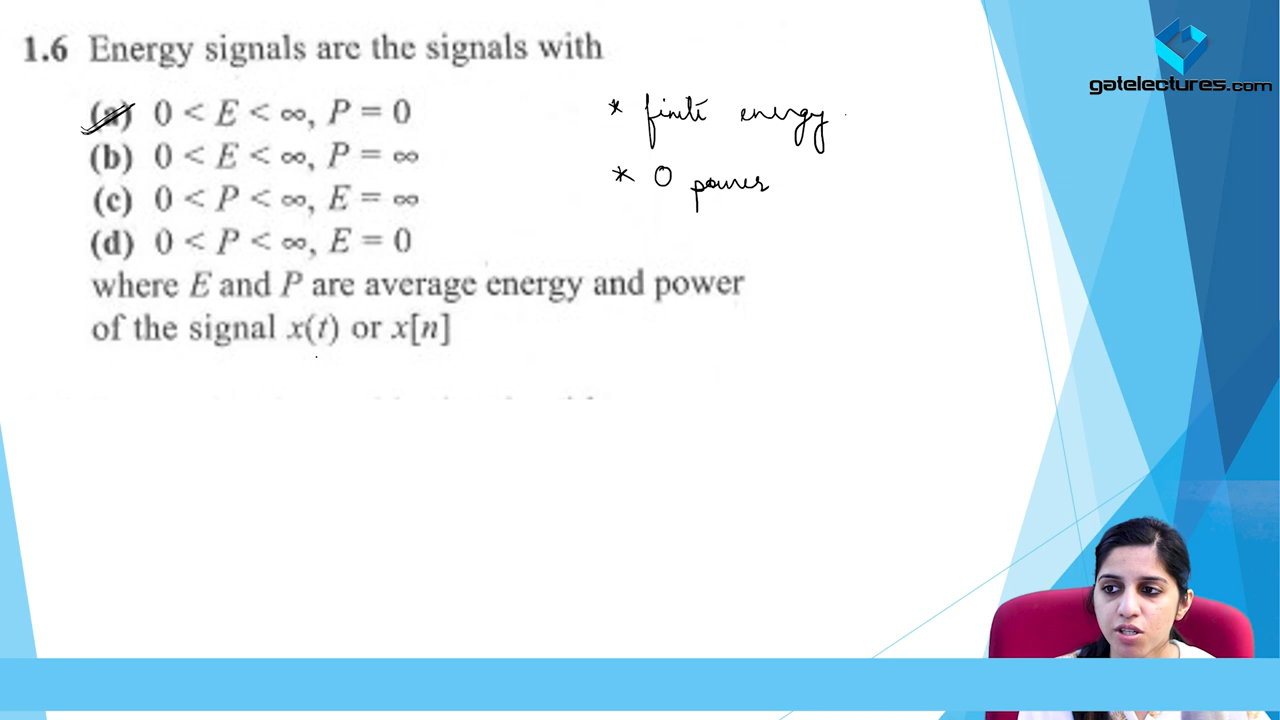 1.6 Energy signals are the signals with
(a) 0 < E < ∞, P = 0
(b) 0 < E < ∞, P = ∞
(c) 0 < P < ∞, E = ∞
(d) 0 < P < ∞, E = 0
where E and P are average energy and power
of the signal x(t) or x[n]
* finite energy
* 0 power
gatelectures.com